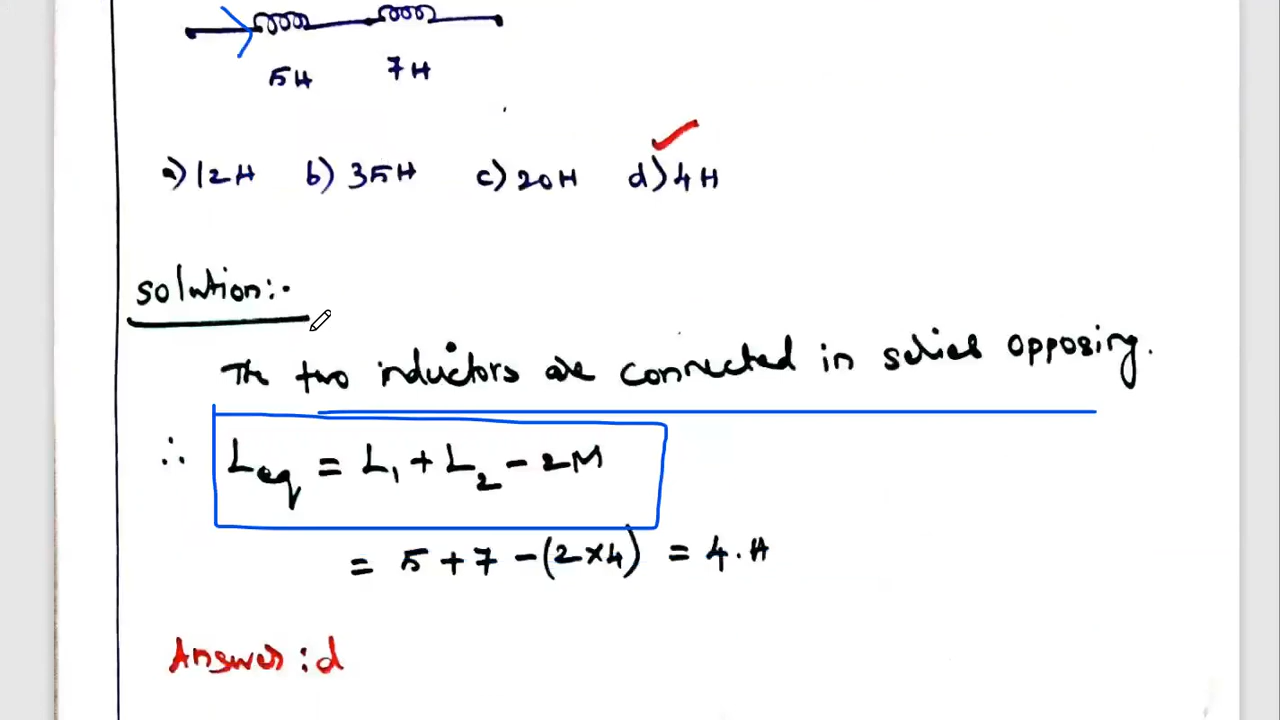 5H 7H
a) 12H b) 35H c) 20H d) 4H
solution:-
The two inductors are connected in series opposing.
∴ Leq = L₁ + L₂ - 2M
= 5 + 7 - (2×4) = 4.H
Answer : d